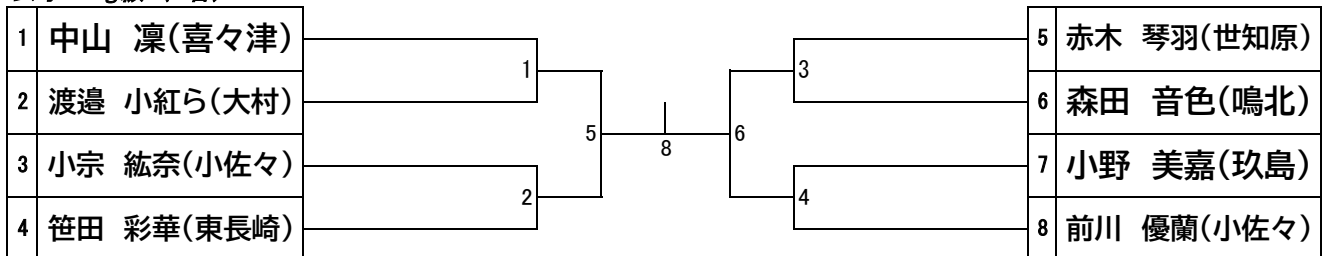 1 中山 凜(喜々津)
2 渡邉 小紅ら(大村)
3 小宗 紘奈(小佐々)
4 笹田 彩華(東長崎)
1
2
5
8
6
3
4
5 赤木 琴羽(世知原)
6 森田 音色(鳴北)
7 小野 美嘉(玖島)
8 前川 優蘭(小佐々)